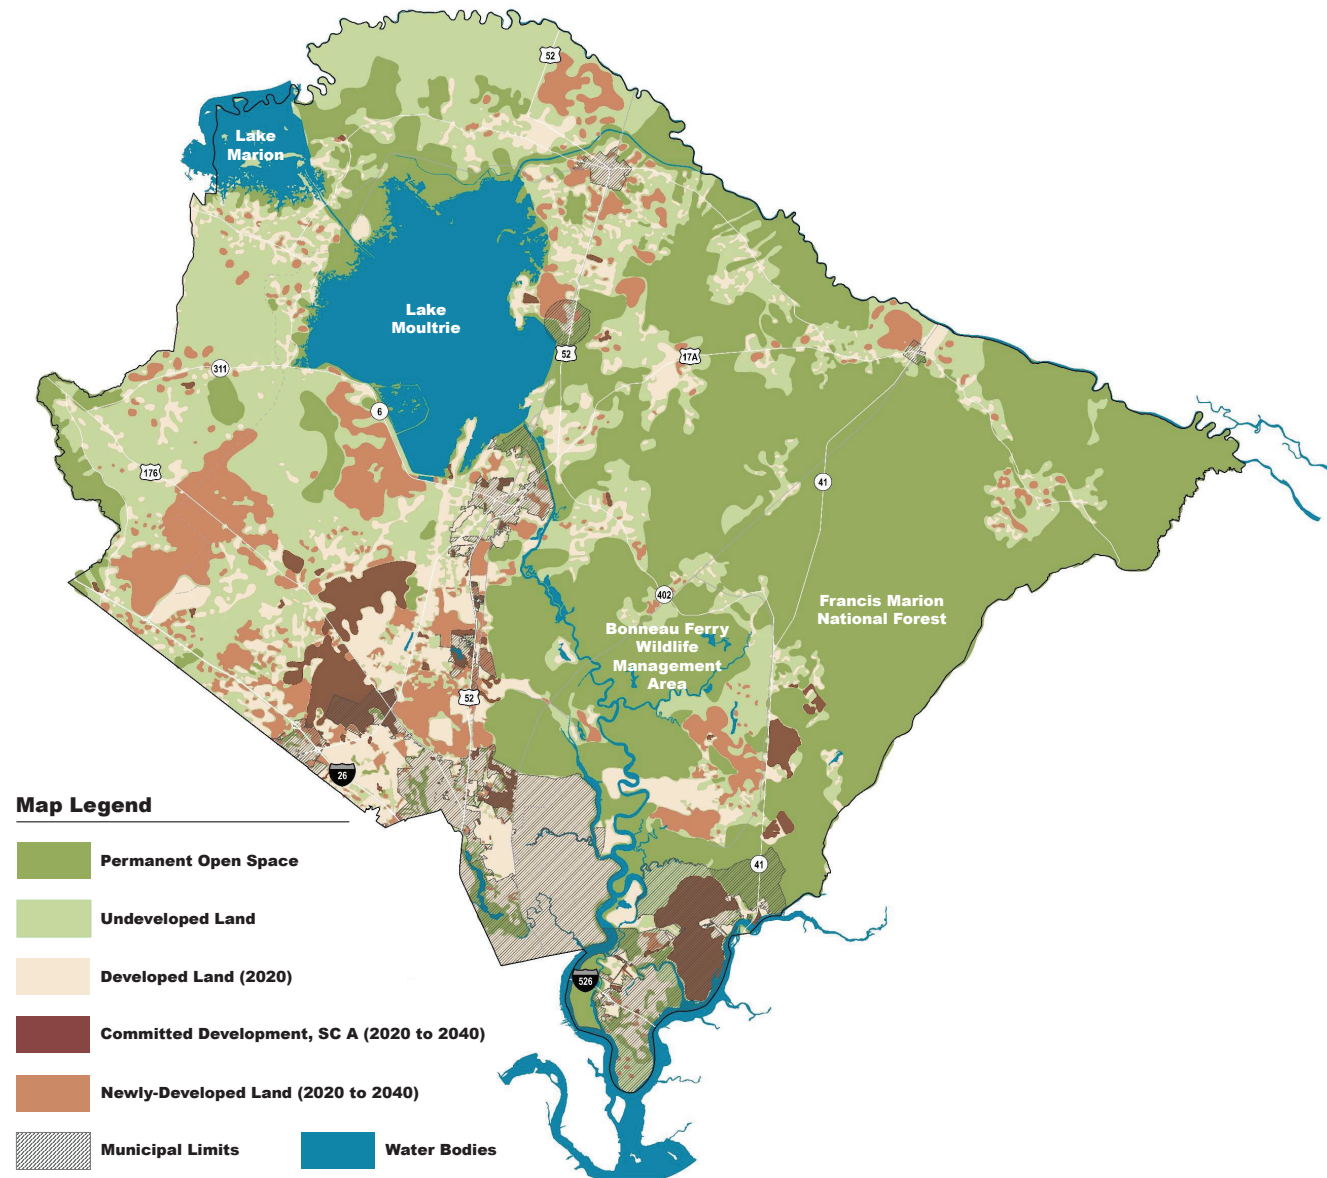 52
Lake
Marion
Lake
Moultrie
52
17A
311
6
176
41
402
Francis Marion
National Forest
Bonneau Ferry
Wildlife
Management
Area
52
26
41
526
Map Legend
Permanent Open Space
Undeveloped Land
Developed Land (2020)
Committed Development, SC A (2020 to 2040)
Newly-Developed Land (2020 to 2040)
Municipal Limits
Water Bodies